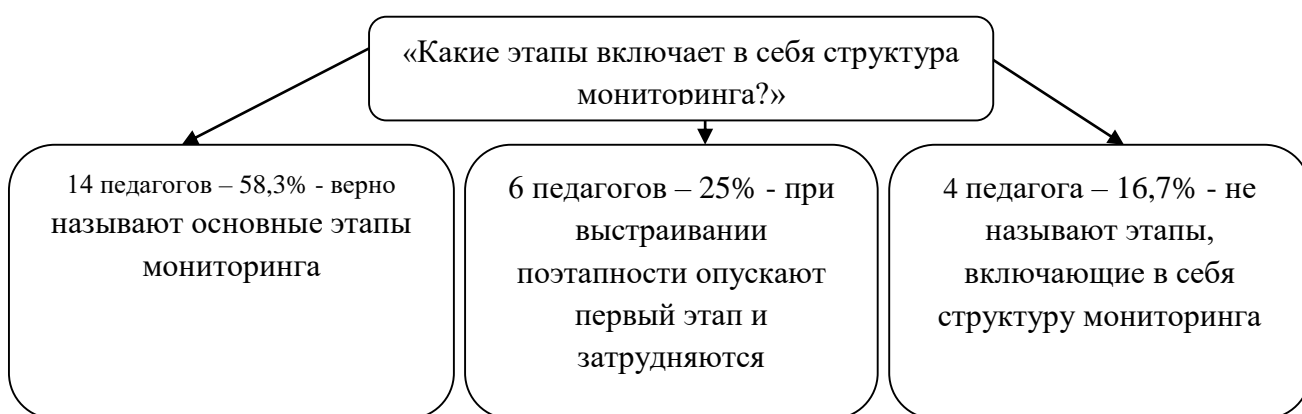 «Какие этапы включает в себя структура
мониторинга?»
14 педагогов – 58,3% - верно
называют основные этапы
мониторинга
6 педагогов – 25% - при
выстраивании
поэтапности опускают
первый этап и
затрудняются
4 педагога – 16,7% - не
называют этапы,
включающие в себя
структуру мониторинга